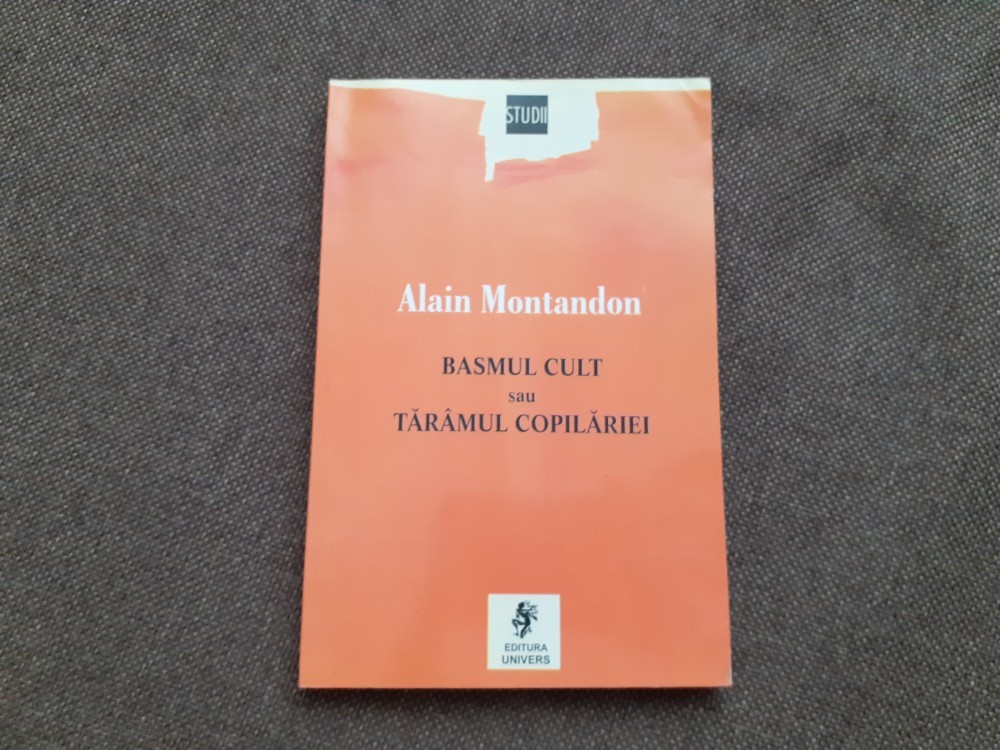 STUDII
Alain Montandon
BASMUL CULT
sau
TĂRÂMUL COPILĂRIEI
EDITURA
UNIVERS